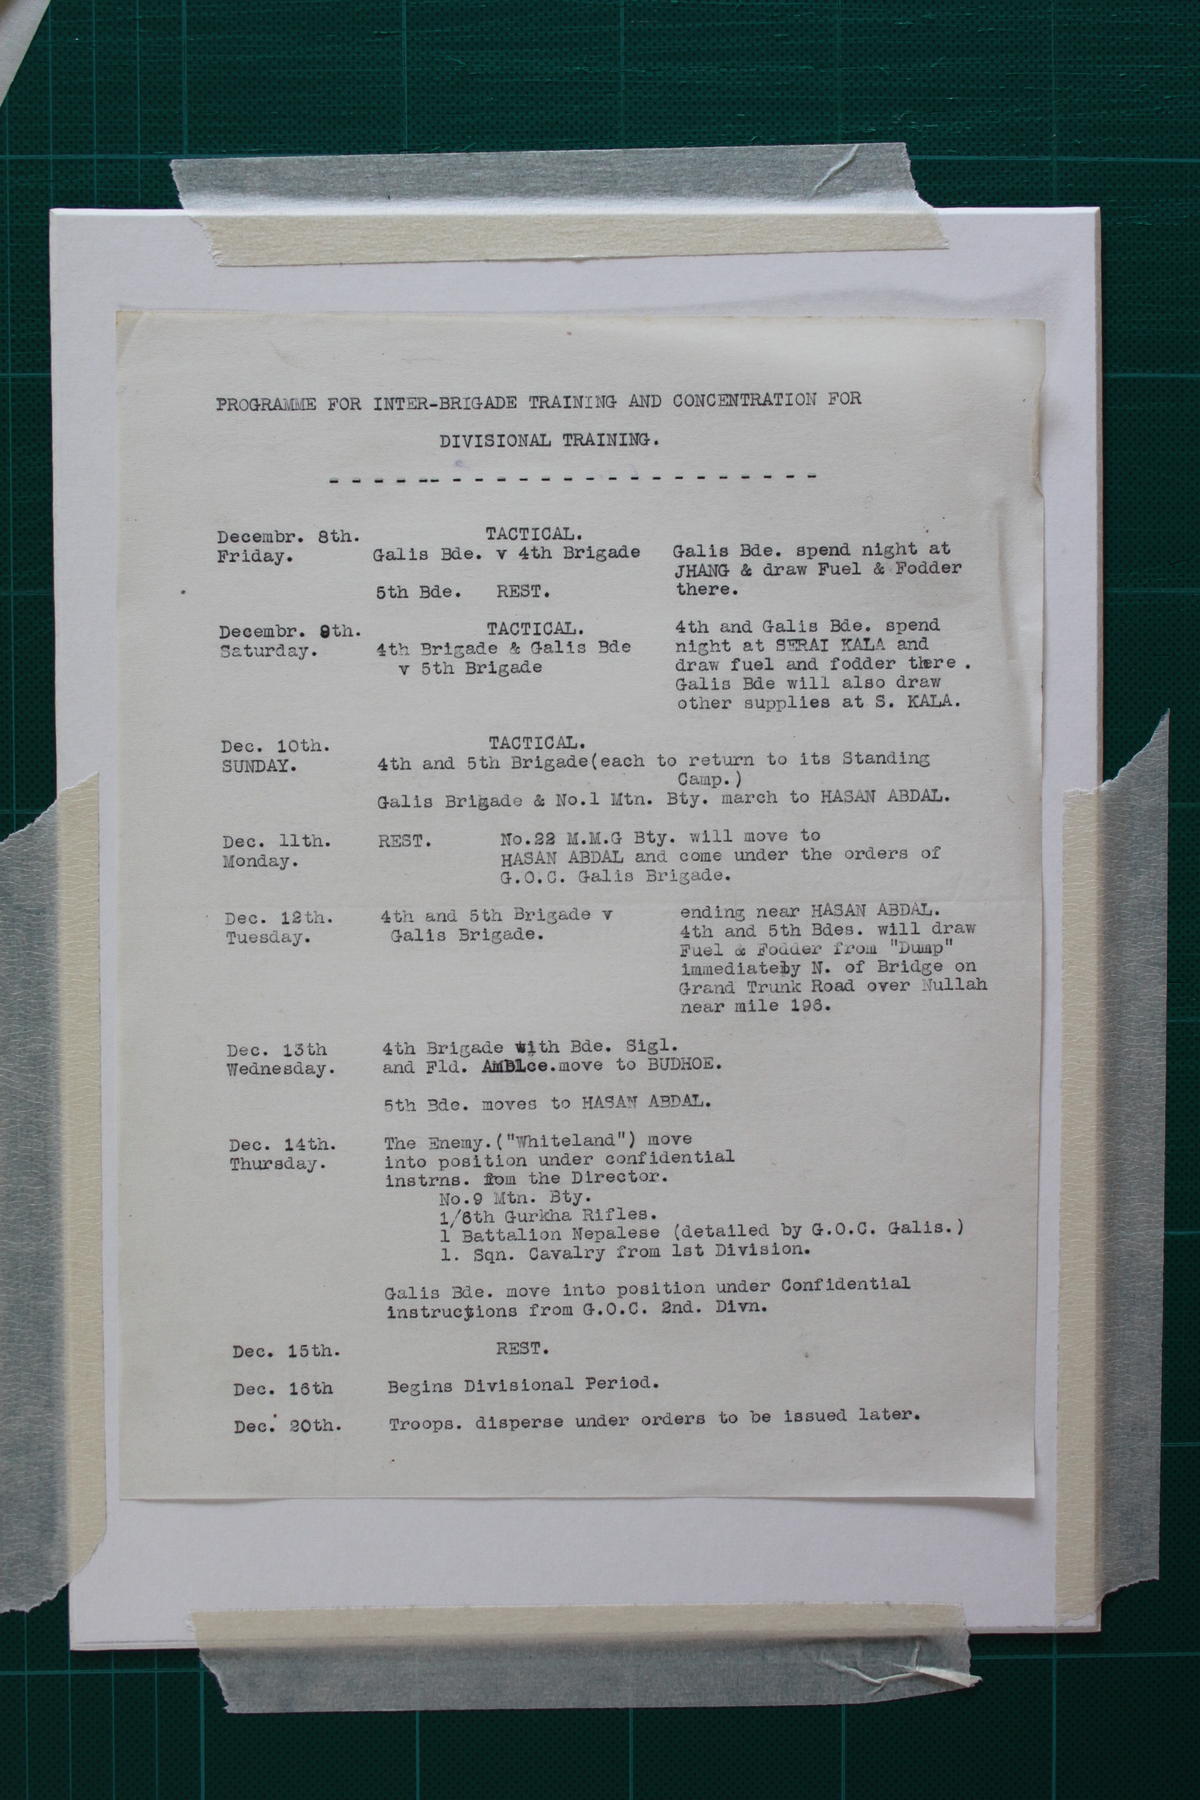 PROGRAMME FOR INTER-BRIGADE TRAINING AND CONCENTRATION FOR
DIVISIONAL TRAINING.
- - - - - -- - - - - - - - - - - - - - - - - -
Decembr. 8th. TACTICAL.
Friday. Galis Bde. v 4th Brigade Galis Bde. spend night at
JHANG & draw Fuel & Fodder
5th Bde. REST. there.
Decembr. 9th. TACTICAL. 4th and Galis Bde. spend
Saturday. 4th Brigade & Galis Bde night at SERAI KALA and
v 5th Brigade draw fuel and fodder there .
Galis Bde will also draw
other supplies at S. KALA.
Dec. 10th. TACTICAL.
SUNDAY. 4th and 5th Brigade(each to return to its Standing
Camp.)
Galis Brigade & No.1 Mtn. Bty. march to HASAN ABDAL.
Dec. 11th. REST. No.22 M.M.G Bty. will move to
Monday. HASAN ABDAL and come under the orders of
G.O.C. Galis Brigade.
Dec. 12th. 4th and 5th Brigade v ending near HASAN ABDAL.
Tuesday. Galis Brigade. 4th and 5th Bdes. will draw
Fuel & Fodder from "Dump"
immediately N. of Bridge on
Grand Trunk Road over Nullah
near mile 196.
Dec. 13th 4th Brigade with Bde. Sigl.
Wednesday. and Fld. Amblce.move to BUDHOE.
5th Bde. moves to HASAN ABDAL.
Dec. 14th. The Enemy.("Whiteland") move
Thursday. into position under confidential
instrns. from the Director.
No.9 Mtn. Bty.
1/6th Gurkha Rifles.
1 Battalion Nepalese (detailed by G.O.C. Galis.)
1. Sqn. Cavalry from 1st Division.
Galis Bde. move into position under Confidential
instructions from G.O.C. 2nd. Divn.
Dec. 15th. REST.
Dec. 16th Begins Divisional Period.
Dec. 20th. Troops. disperse under orders to be issued later.